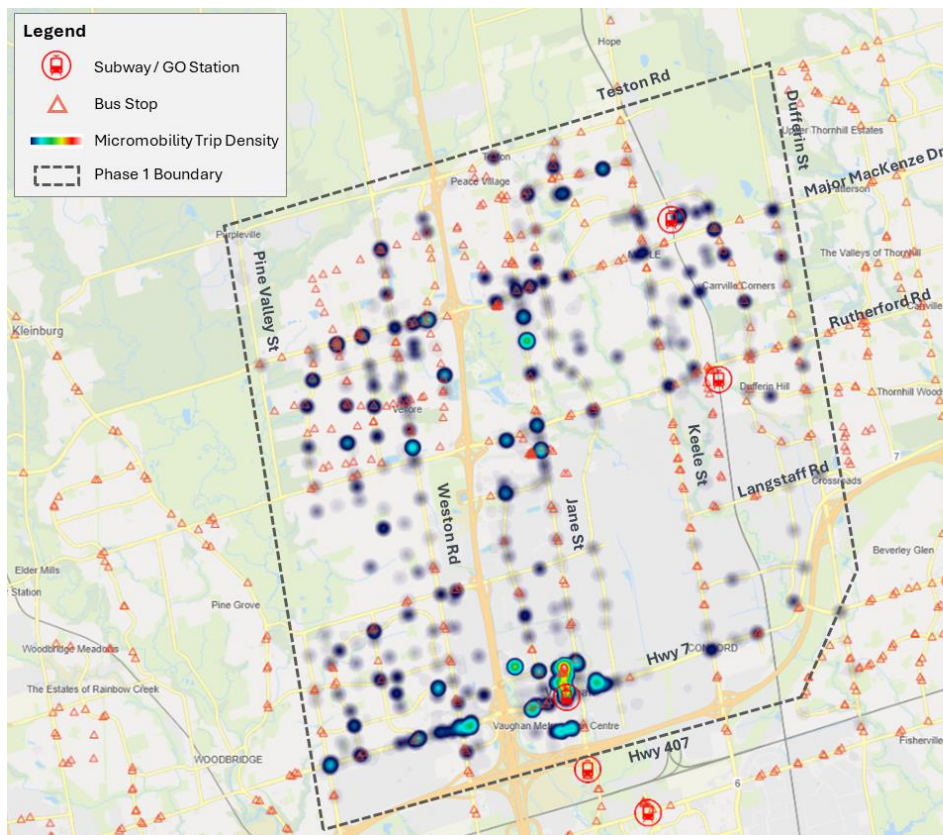 Legend
Subway / GO Station
Bus Stop
Micromobility Trip Density
Phase 1 Boundary
Hope
Teston Rd
Dufferin St
Upper Thornhill Estates
Major MacKenze Dr
Patterson
Teston
Peace Village
Purpleville
Pine Valley St
MAPLE
The Valleys of Thornhill
Carrville Corners
Rutherford Rd
Kleinburg
Dufferin Hill
Thornhill Woods
Vellore
Keele St
7
Langstaff Rd
Crossroads
Weston Rd
Jane St
Beverley Glen
Elder Mills
Station
Pine Grove
Woodbridge Meadows
Hwy 7
CONCORD
The Estates of Rainbow Creek
Vaughan Metropolitan Centre
WOODBRIDGE
Hwy 407
Fisherville
6